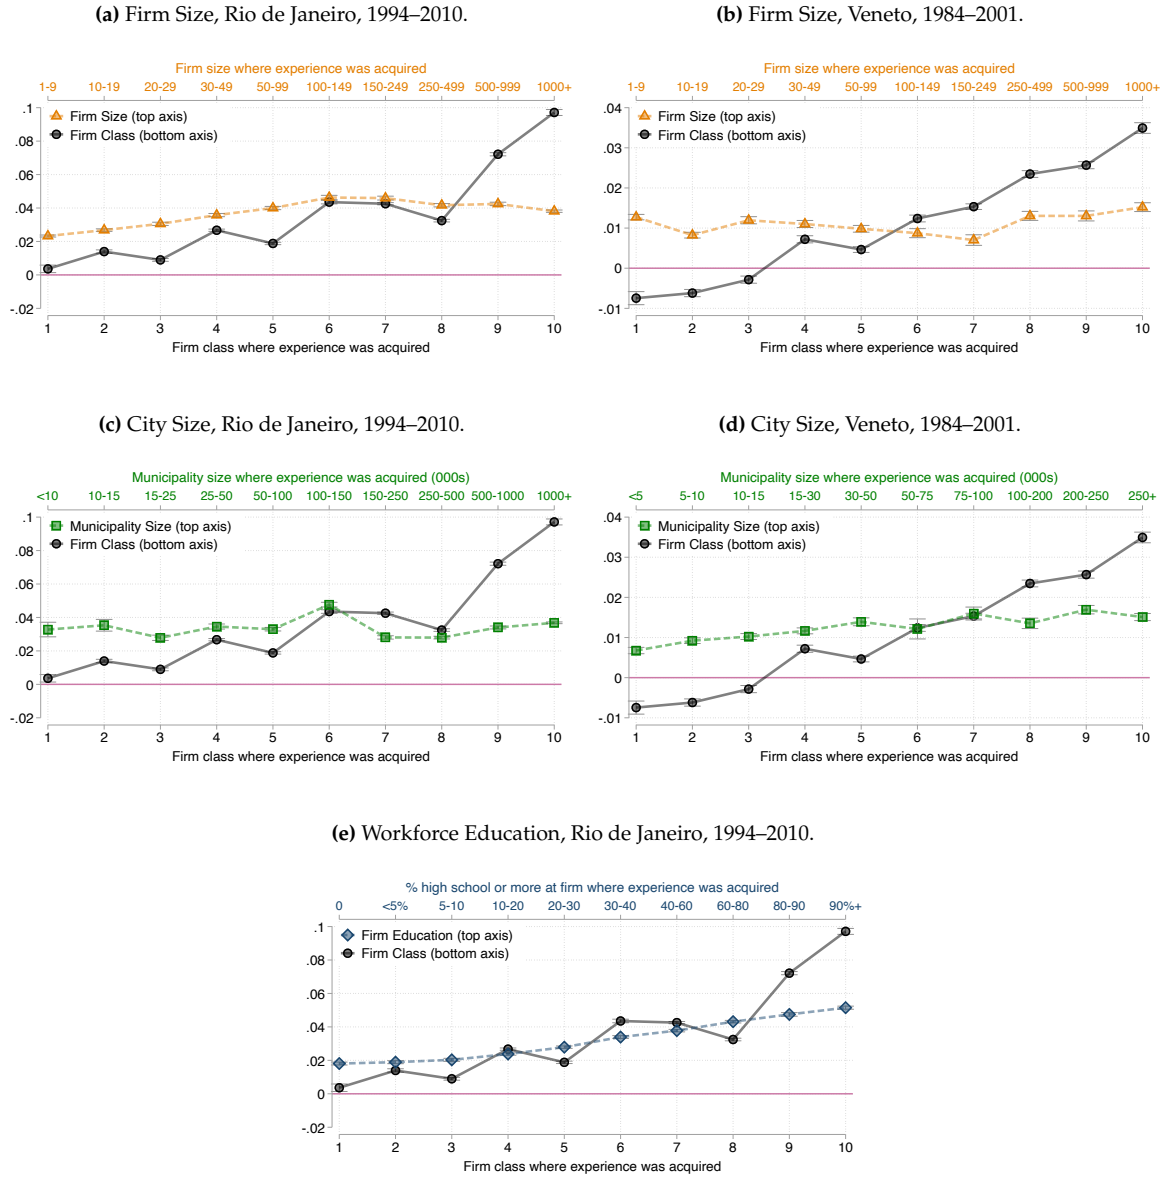 (a) Firm Size, Rio de Janeiro, 1994–2010.
Firm size where experience was acquired
1-9 10-19 20-29 30-49 50-99 100-149 150-249 250-499 500-999 1000+
Firm Size (top axis)
Firm Class (bottom axis)
.1
.08
.06
.04
.02
0
-.02
1 2 3 4 5 6 7 8 9 10
Firm class where experience was acquired
(b) Firm Size, Veneto, 1984–2001.
Firm size where experience was acquired
1-9 10-19 20-29 30-49 50-99 100-149 150-249 250-499 500-999 1000+
Firm Size (top axis)
Firm Class (bottom axis)
.04
.03
.02
.01
0
-.01
1 2 3 4 5 6 7 8 9 10
Firm class where experience was acquired
(c) City Size, Rio de Janeiro, 1994–2010.
Municipality size where experience was acquired (000s)
<10 10-15 15-25 25-50 50-100 100-150 150-250 250-500 500-1000 1000+
Municipality Size (top axis)
Firm Class (bottom axis)
.1
.08
.06
.04
.02
0
-.02
1 2 3 4 5 6 7 8 9 10
Firm class where experience was acquired
(d) City Size, Veneto, 1984–2001.
Municipality size where experience was acquired (000s)
<5 5-10 10-15 15-30 30-50 50-75 75-100 100-200 200-250 250+
Municipality Size (top axis)
Firm Class (bottom axis)
.04
.03
.02
.01
0
-.01
1 2 3 4 5 6 7 8 9 10
Firm class where experience was acquired
(e) Workforce Education, Rio de Janeiro, 1994–2010.
% high school or more at firm where experience was acquired
0 <5% 5-10 10-20 20-30 30-40 40-60 60-80 80-90 90%+
Firm Education (top axis)
Firm Class (bottom axis)
.1
.08
.06
.04
.02
0
-.02
1 2 3 4 5 6 7 8 9 10
Firm class where experience was acquired